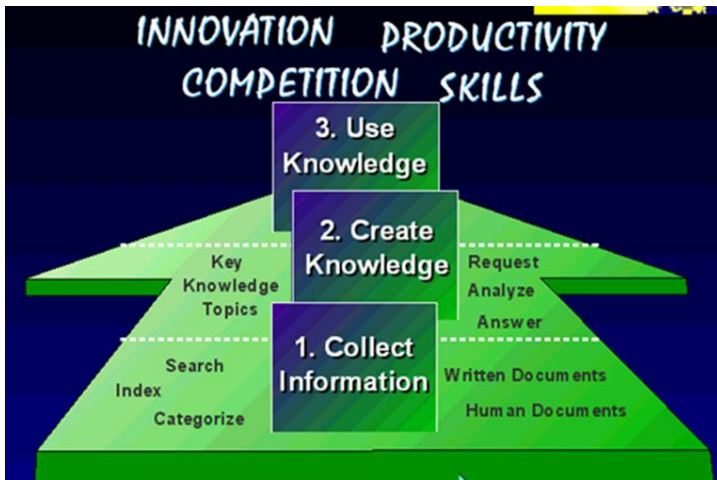 INNOVATION PRODUCTIVITY
COMPETITION SKILLS
3. Use
Knowledge
2. Create
Knowledge
Key
Knowledge
Topics
Request
Analyze
Answer
1. Collect
Information
Search
Index
Categorize
Written Documents
Human Documents